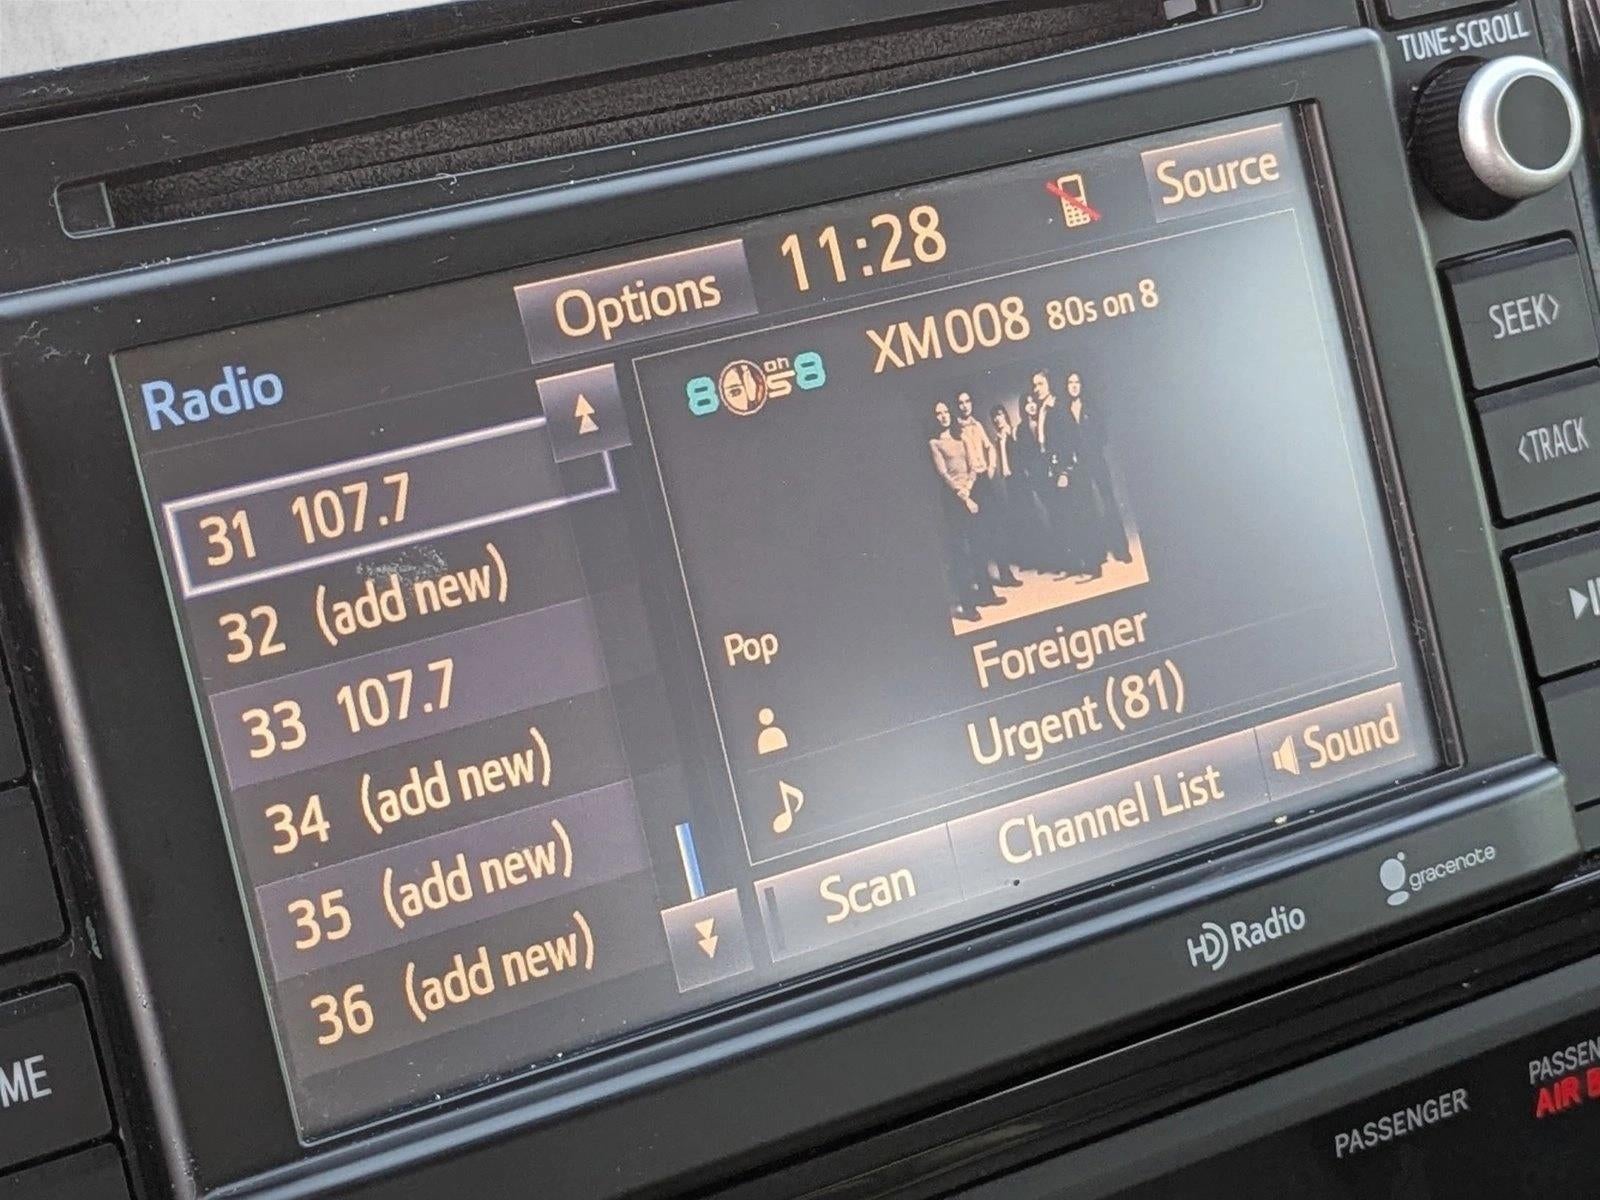 TUNE•SCROLL
Source
11:28
Options
Radio
XM008 80s on 8
80s on 8
SEEK>
<TRACK
31 107.7
32 (add new)
33 107.7
34 (add new)
35 (add new)
36 (add new)
Pop
Foreigner
Urgent (81)
Sound
Channel List
Scan
HD Radio
gracenote
ME
PASSENGER
PASSEN
AIR B